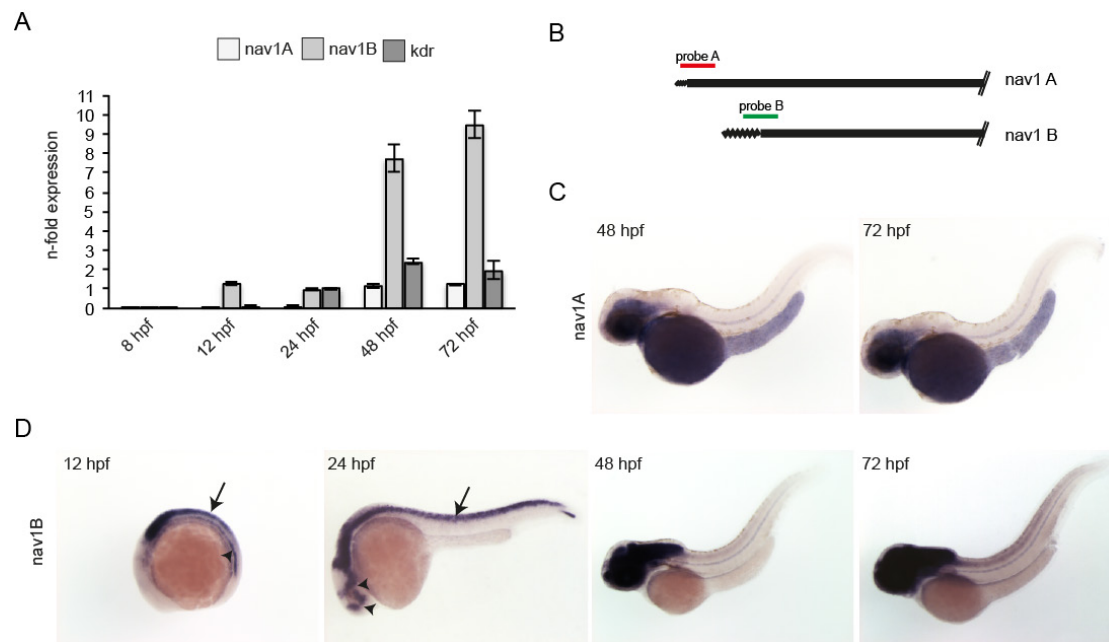 A
nav1A nav1B kdr
n-fold expression
11
10
9
8
7
6
5
4
3
2
1
0
8 hpf
12 hpf
24 hpf
48 hpf
72 hpf
B
probe A
nav1 A
probe B
nav1 B
C
nav1A
48 hpf
72 hpf
D
nav1B
12 hpf
24 hpf
48 hpf
72 hpf